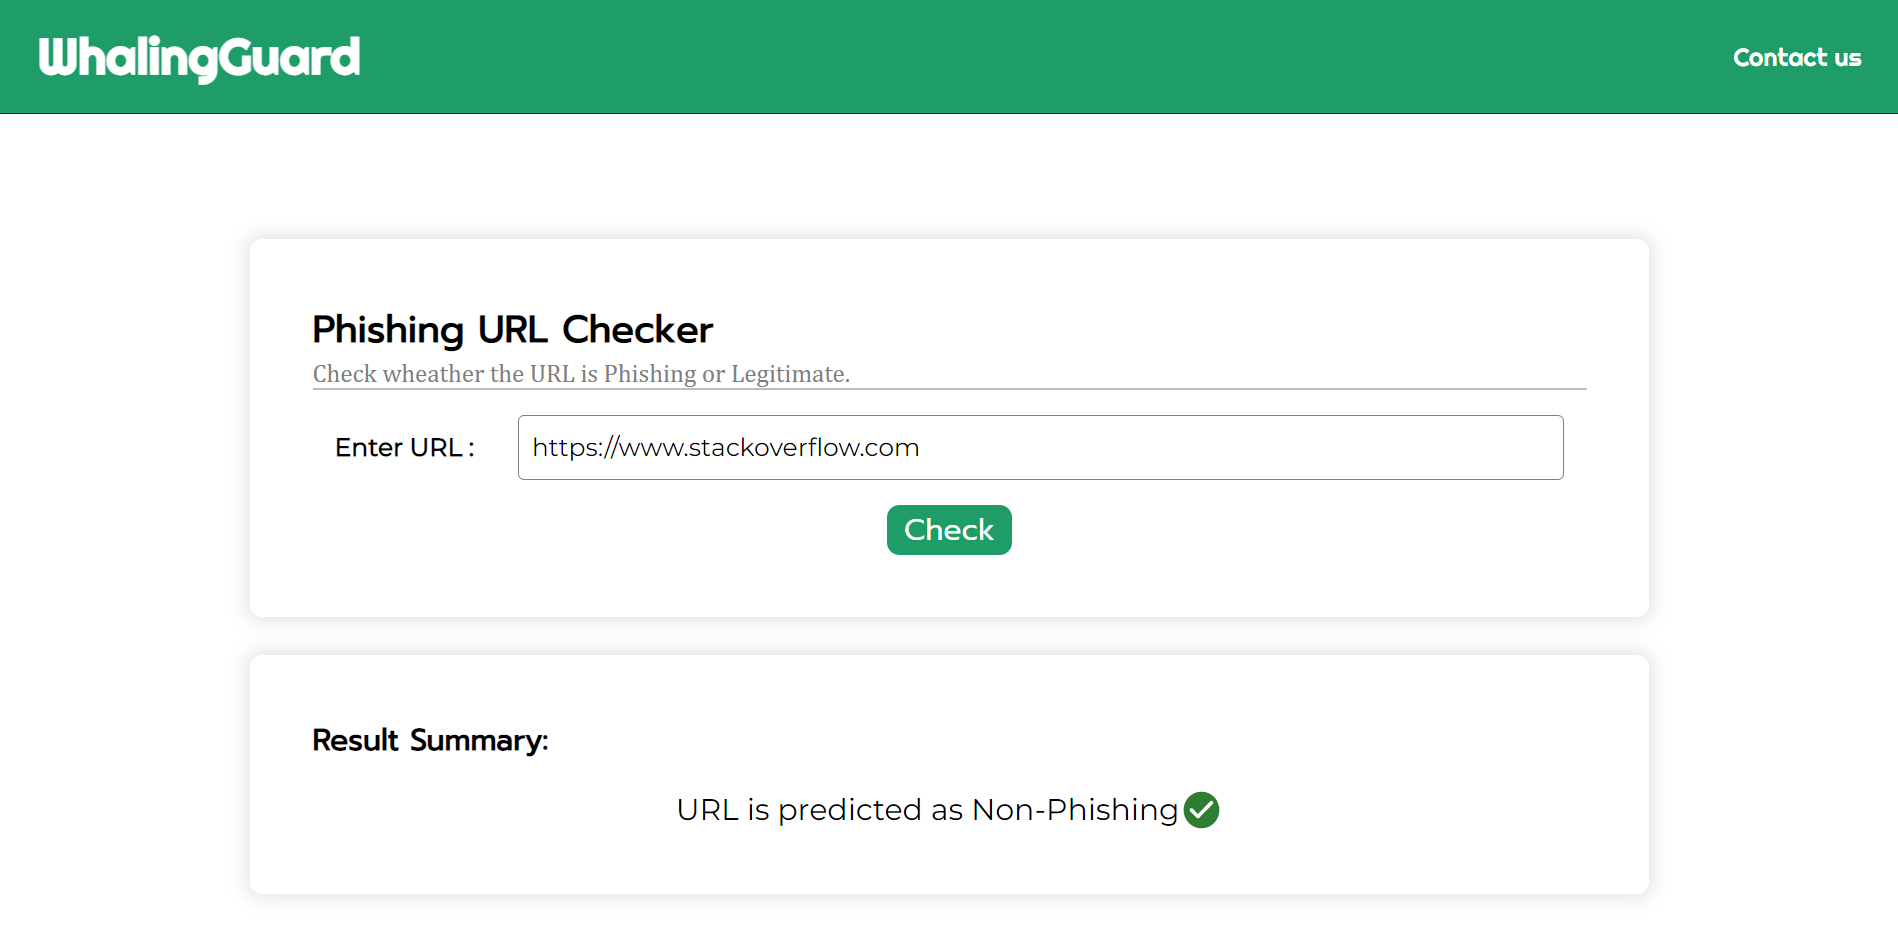 WhalingGuard
Contact us
Phishing URL Checker
Check wheather the URL is Phishing or Legitimate.
Enter URL : https://www.stackoverflow.com
Check
Result Summary:
URL is predicted as Non-Phishing